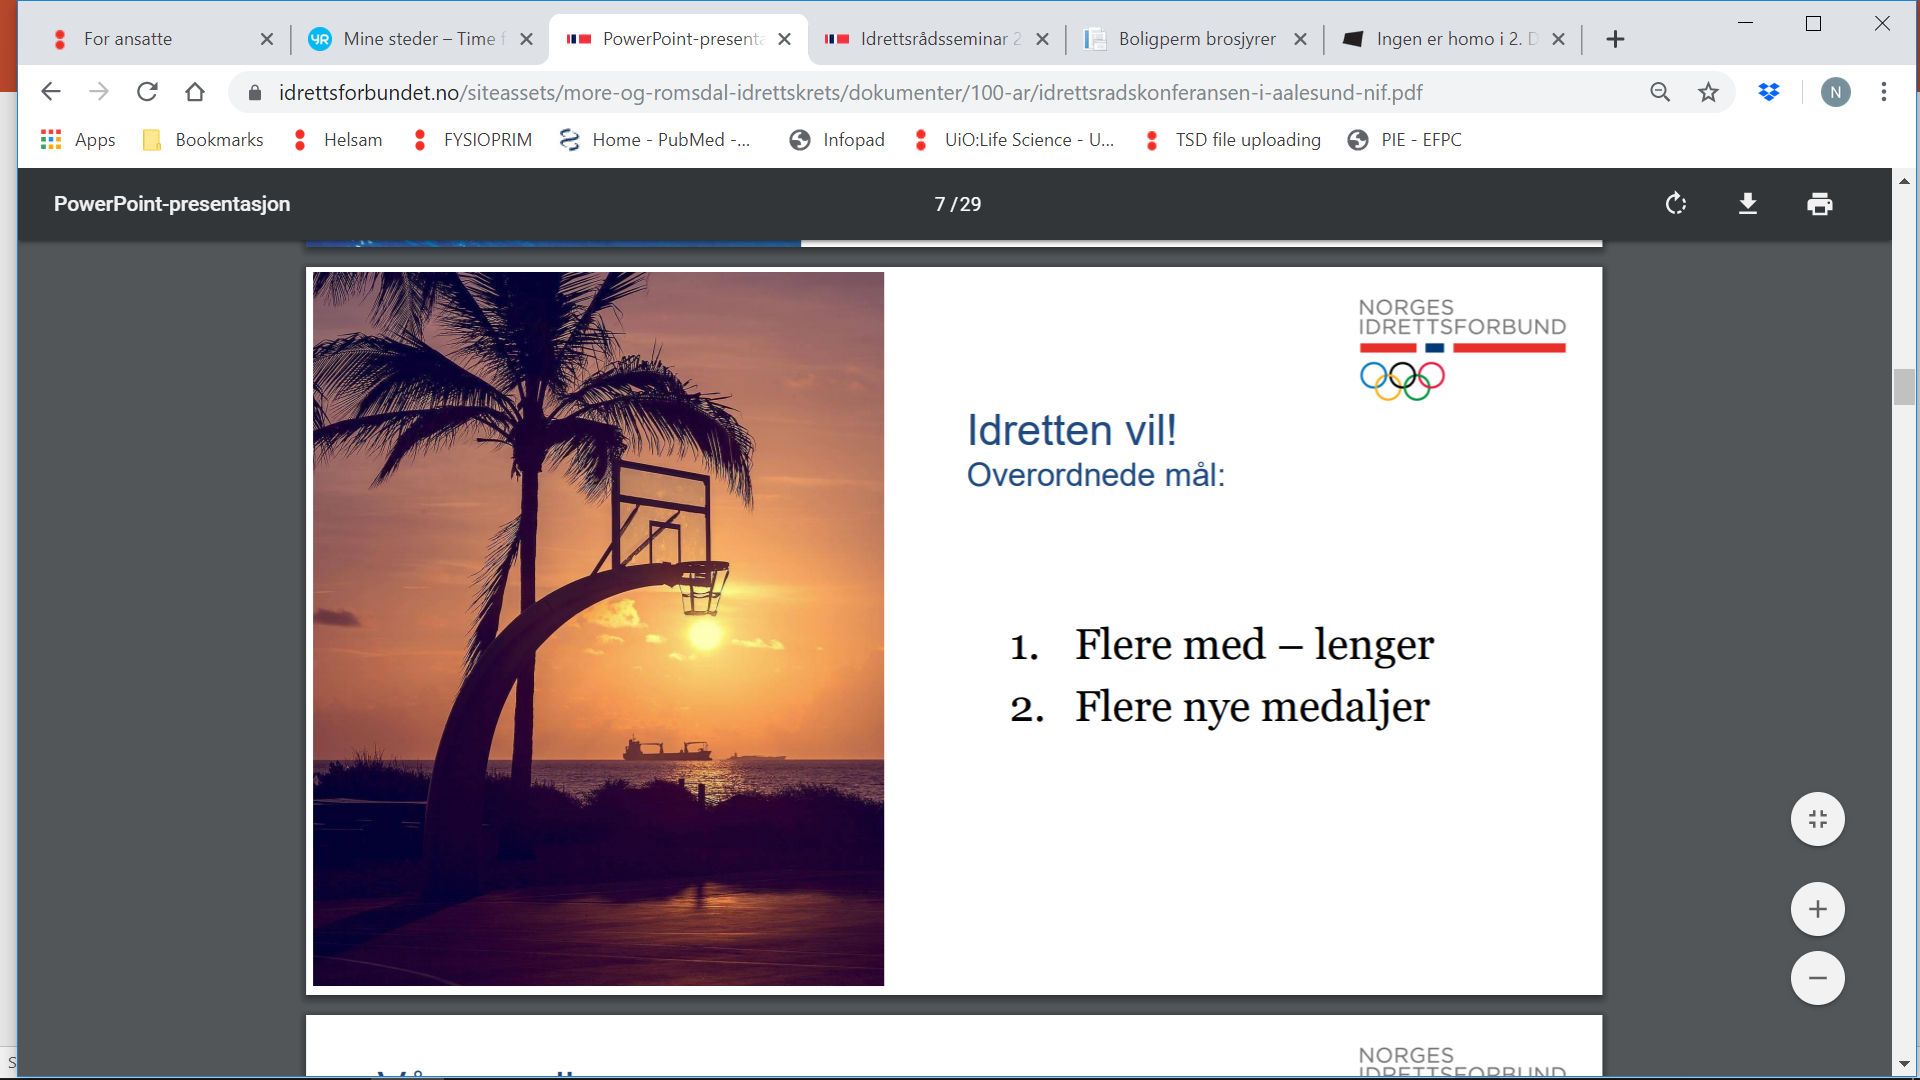 For ansatte
Mine steder – Time f
PowerPoint-presenta
Idrettsrådsseminar 2
Boligperm brosjyrer
Ingen er homo i 2. D
idrettsforbundet.no/siteassets/more-og-romsdal-idrettskrets/dokumenter/100-ar/idrettsradskonferansen-i-aalesund-nif.pdf
N
Apps
Bookmarks
Helsam
FYSIOPRIM
Home - PubMed -...
Infopad
UiO:Life Science - U...
TSD file uploading
PIE - EFPC
PowerPoint-presentasjon
7 / 29
NORGES
IDRETTSFORBUND
Idretten vil!
Overordnede mål:
1. Flere med – lenger
2. Flere nye medaljer
NORGES
IDRETTSFORBUND